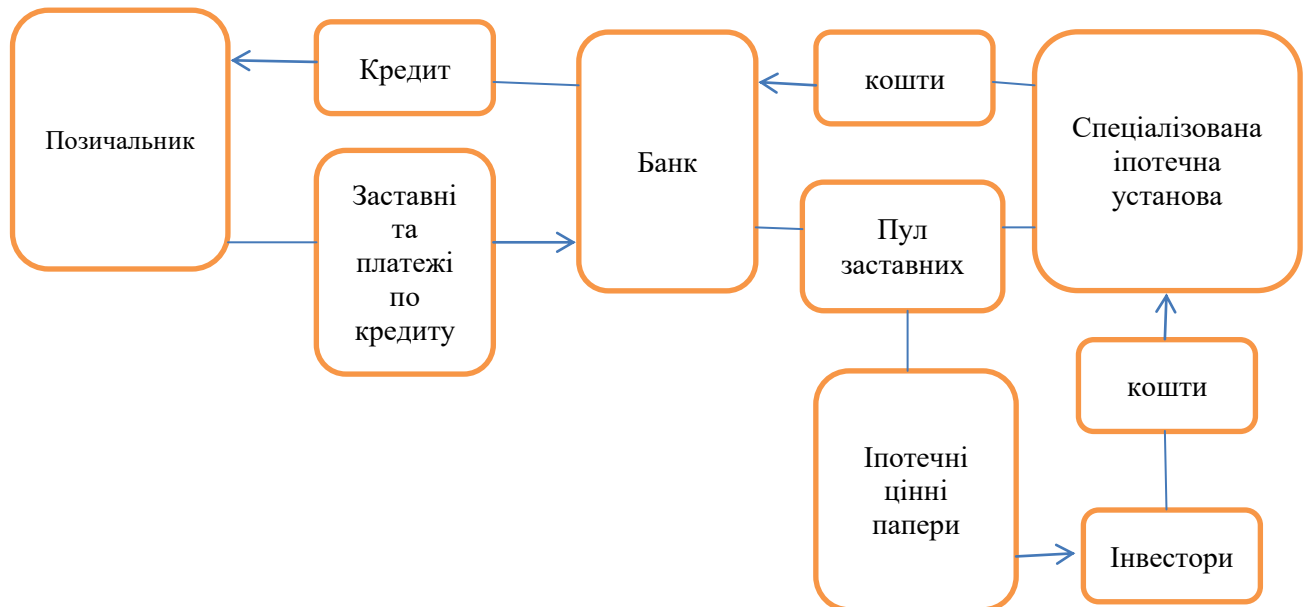 Позичальник
Кредит
Заставні
та
платежі
по
кредиту
Банк
кошти
Пул
заставних
Спеціалізована
іпотечна
установа
Іпотечні
цінні
папери
кошти
Інвестори